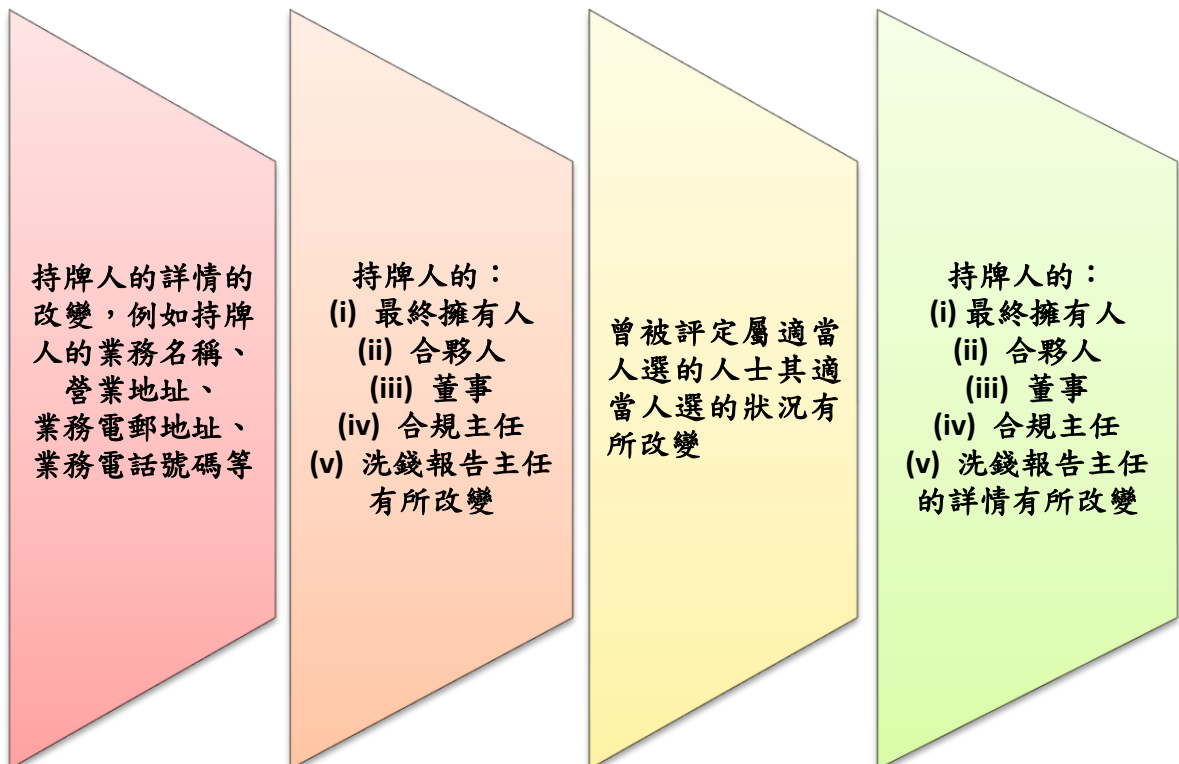 持牌人的詳情的
改變，例如持牌
人的業務名稱、
營業地址、
業務電郵地址、
業務電話號碼等
持牌人的：
(i) 最終擁有人
(ii) 合夥人
(iii) 董事
(iv) 合規主任
(v) 洗錢報告主任
有所改變
曾被評定屬適當
人選的人士其適
當人選的狀況有
所改變
持牌人的：
(i) 最終擁有人
(ii) 合夥人
(iii) 董事
(iv) 合規主任
(v) 洗錢報告主任
的詳情有所改變